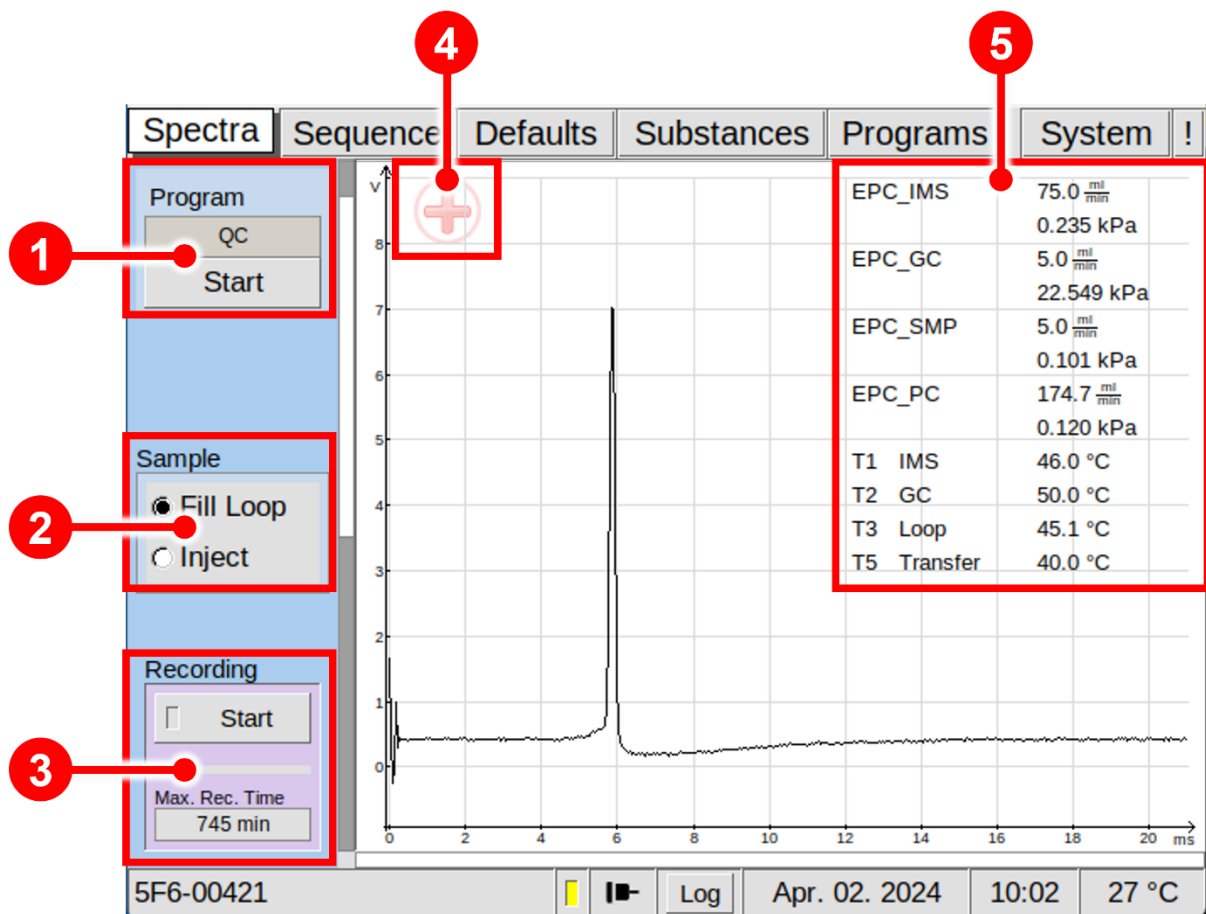 4
5
Spectra Sequence Defaults Substances Programs System !
1
Program
QC
Start
2
Sample
Fill Loop
Inject
3
Recording
Start
Max. Rec. Time
745 min
V
8
7
6
5
4
3
2
1
0
0 2 4 6 8 10 12 14 16 18 20 ms
EPC_IMS 75.0 ml/min
0.235 kPa
EPC_GC 5.0 ml/min
22.549 kPa
EPC_SMP 5.0 ml/min
0.101 kPa
EPC_PC 174.7 ml/min
0.120 kPa
T1 IMS 46.0 °C
T2 GC 50.0 °C
T3 Loop 45.1 °C
T5 Transfer 40.0 °C
5F6-00421 Log Apr. 02. 2024 10:02 27 °C